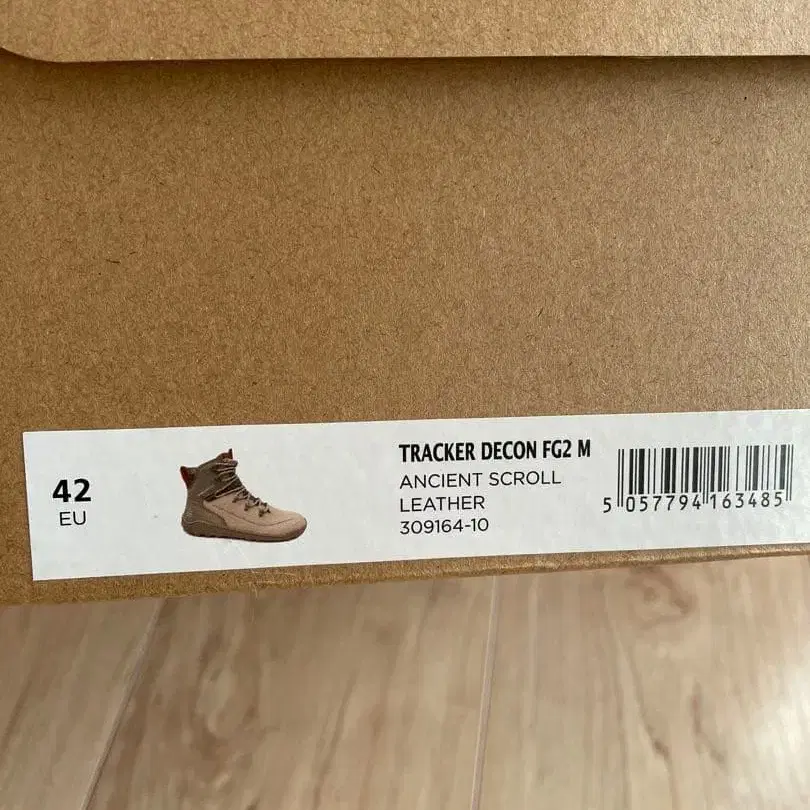 42
EU
TRACKER DECON FG2 M
ANCIENT SCROLL
LEATHER
309164-10
5 057794 163485